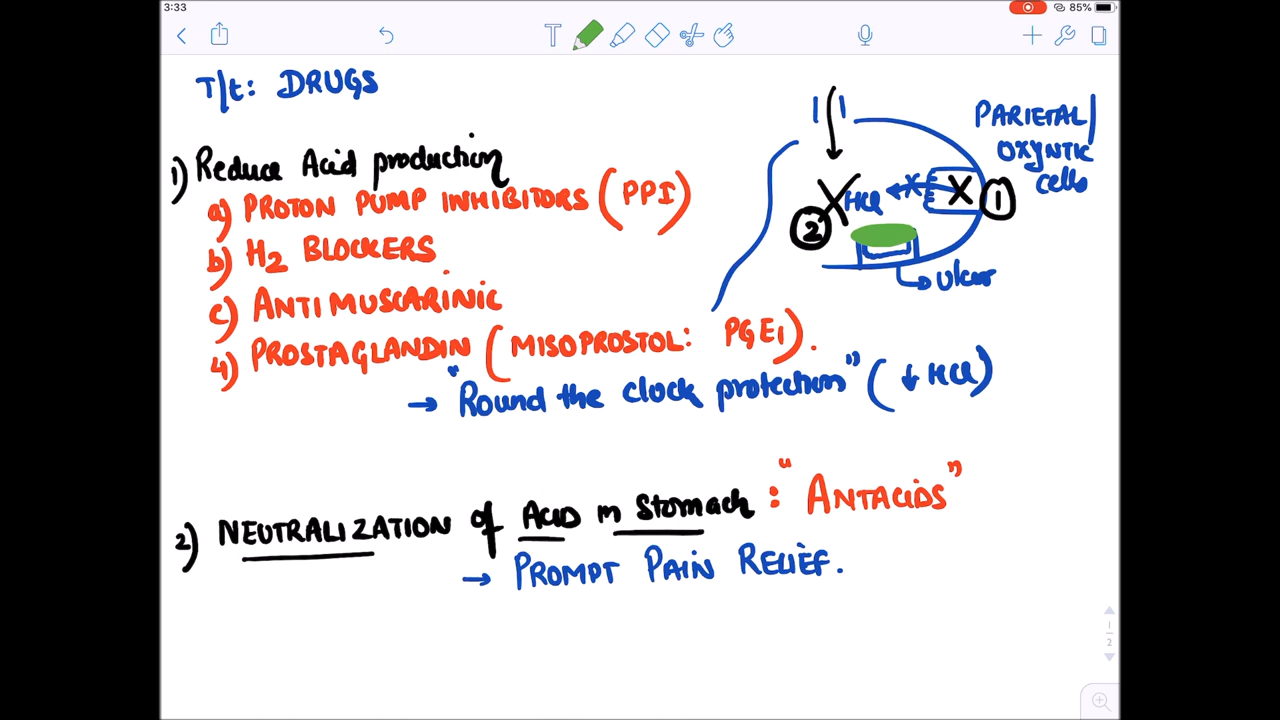 3:33
85%
T
T/t: DRUGS
1) Reduce Acid production
a) PROTON PUMP INHIBITORS (PPI)
b) H2 BLOCKERS
c) ANTIMUSCARINIC
4) PROSTAGLANDIN (MISOPROSTOL: PGE1).
→ "Round the clock protection" (↓ HCl)
PARIETAL/
OXYNTIC
cells
HCl
X
X
X
1
2
Ulcer
2) NEUTRALIZATION of ACID in Stomach : "ANTACIDS"
→ PROMPT PAIN RELIEF.
1
2